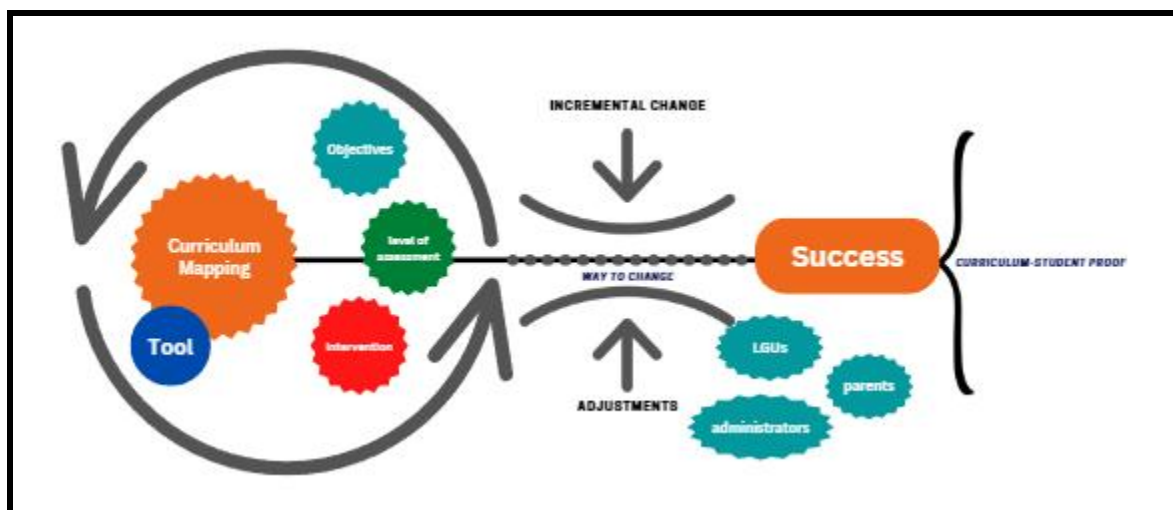 Objectives
Curriculum
Mapping
level of
assessment
Tool
Intervention
INCREMENTAL CHANGE
WAY TO CHANGE
ADJUSTMENTS
Success
CURRICULUM-STUDENT PROOF
LGUs
parents
administrators